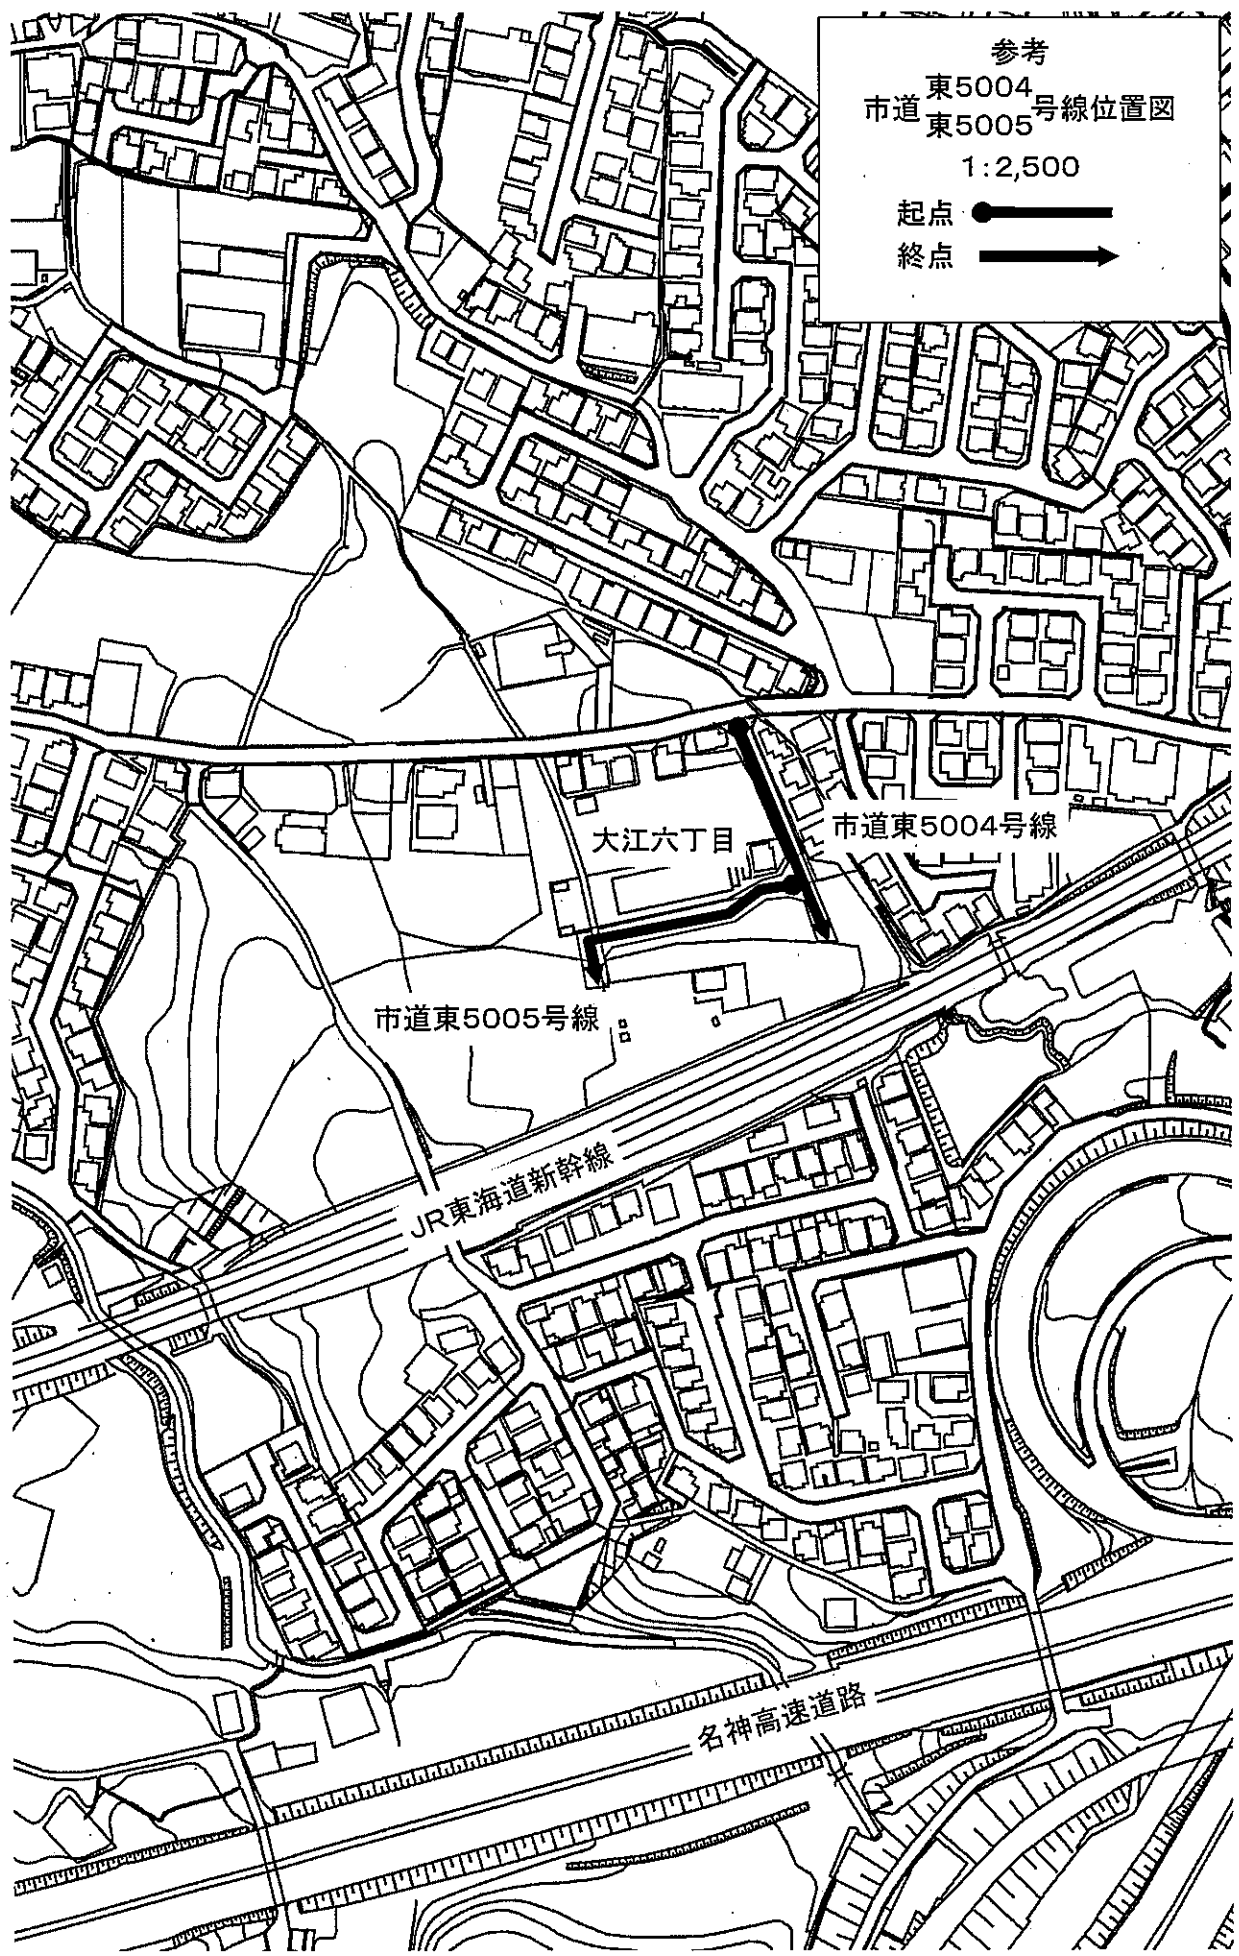 参考
市道 東5004 号線位置図
東5005
1:2,500
起点
終点
大江六丁目
市道東5004号線
市道東5005号線
JR東海道新幹線
名神高速道路